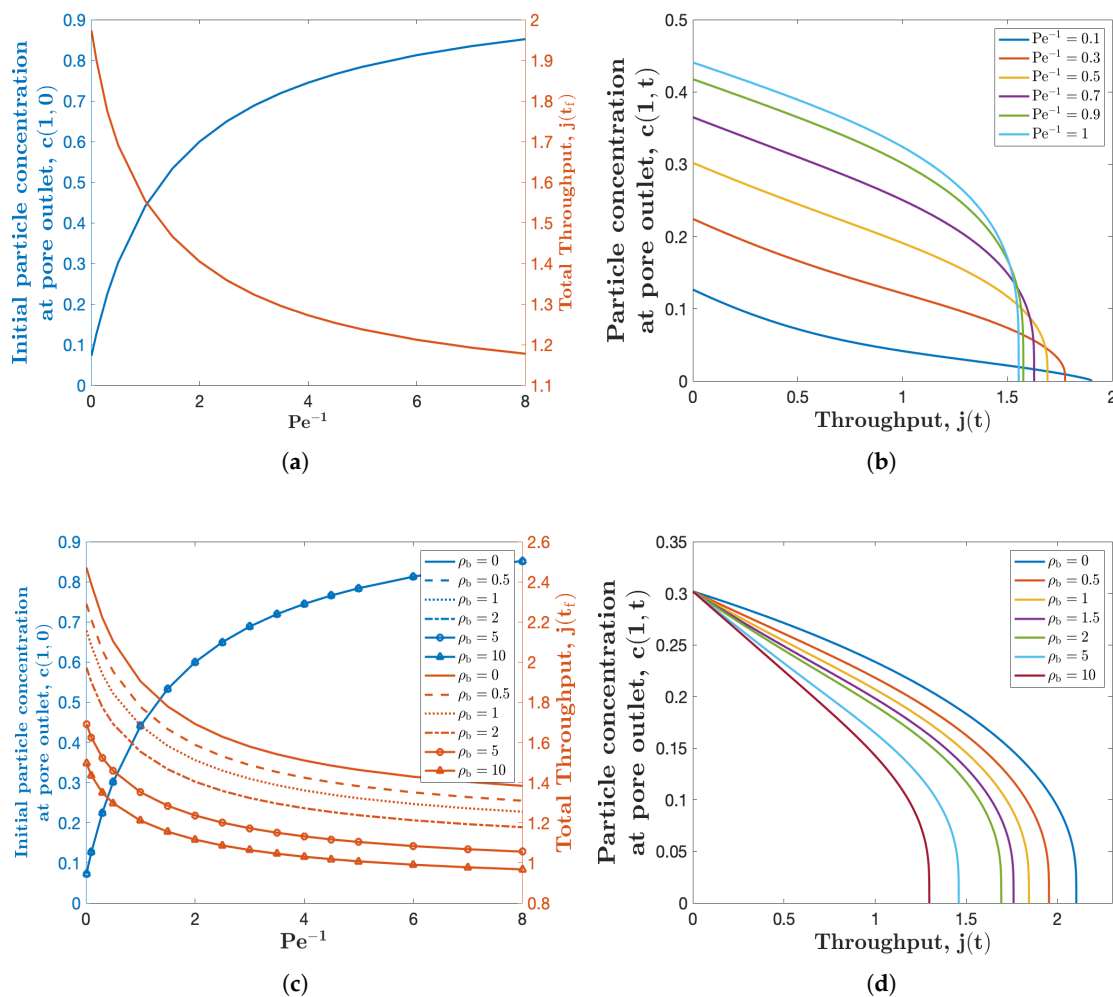 Initial particle concentration
at pore outlet, c(1,0)
0.9
0.8
0.7
0.6
0.5
0.4
0.3
0.2
0.1
0
0
2
4
6
8
Pe⁻¹
2
1.9
1.8
1.7
1.6
1.5
1.4
1.3
1.2
1.1
Total Throughput, j(t_f)
(a)
Particle concentration
at pore outlet, c(1,t)
0.5
0.4
0.3
0.2
0.1
0
0
0.5
1
1.5
2
Throughput, j(t)
Pe⁻¹ = 0.1
Pe⁻¹ = 0.3
Pe⁻¹ = 0.5
Pe⁻¹ = 0.7
Pe⁻¹ = 0.9
Pe⁻¹ = 1
(b)
Initial particle concentration
at pore outlet, c(1,0)
0.9
0.8
0.7
0.6
0.5
0.4
0.3
0.2
0.1
0
0
2
4
6
8
Pe⁻¹
2.6
2.4
2.2
2
1.8
1.6
1.4
1.2
1
0.8
Total Throughput, j(t_f)
ρ_b = 0
ρ_b = 0.5
ρ_b = 1
ρ_b = 2
ρ_b = 5
ρ_b = 10
ρ_b = 0
ρ_b = 0.5
ρ_b = 1
ρ_b = 2
ρ_b = 5
ρ_b = 10
(c)
Particle concentration
at pore outlet, c(1,t)
0.35
0.3
0.25
0.2
0.15
0.1
0.05
0
0
0.5
1
1.5
2
Throughput, j(t)
ρ_b = 0
ρ_b = 0.5
ρ_b = 1
ρ_b = 1.5
ρ_b = 2
ρ_b = 5
ρ_b = 10
(d)